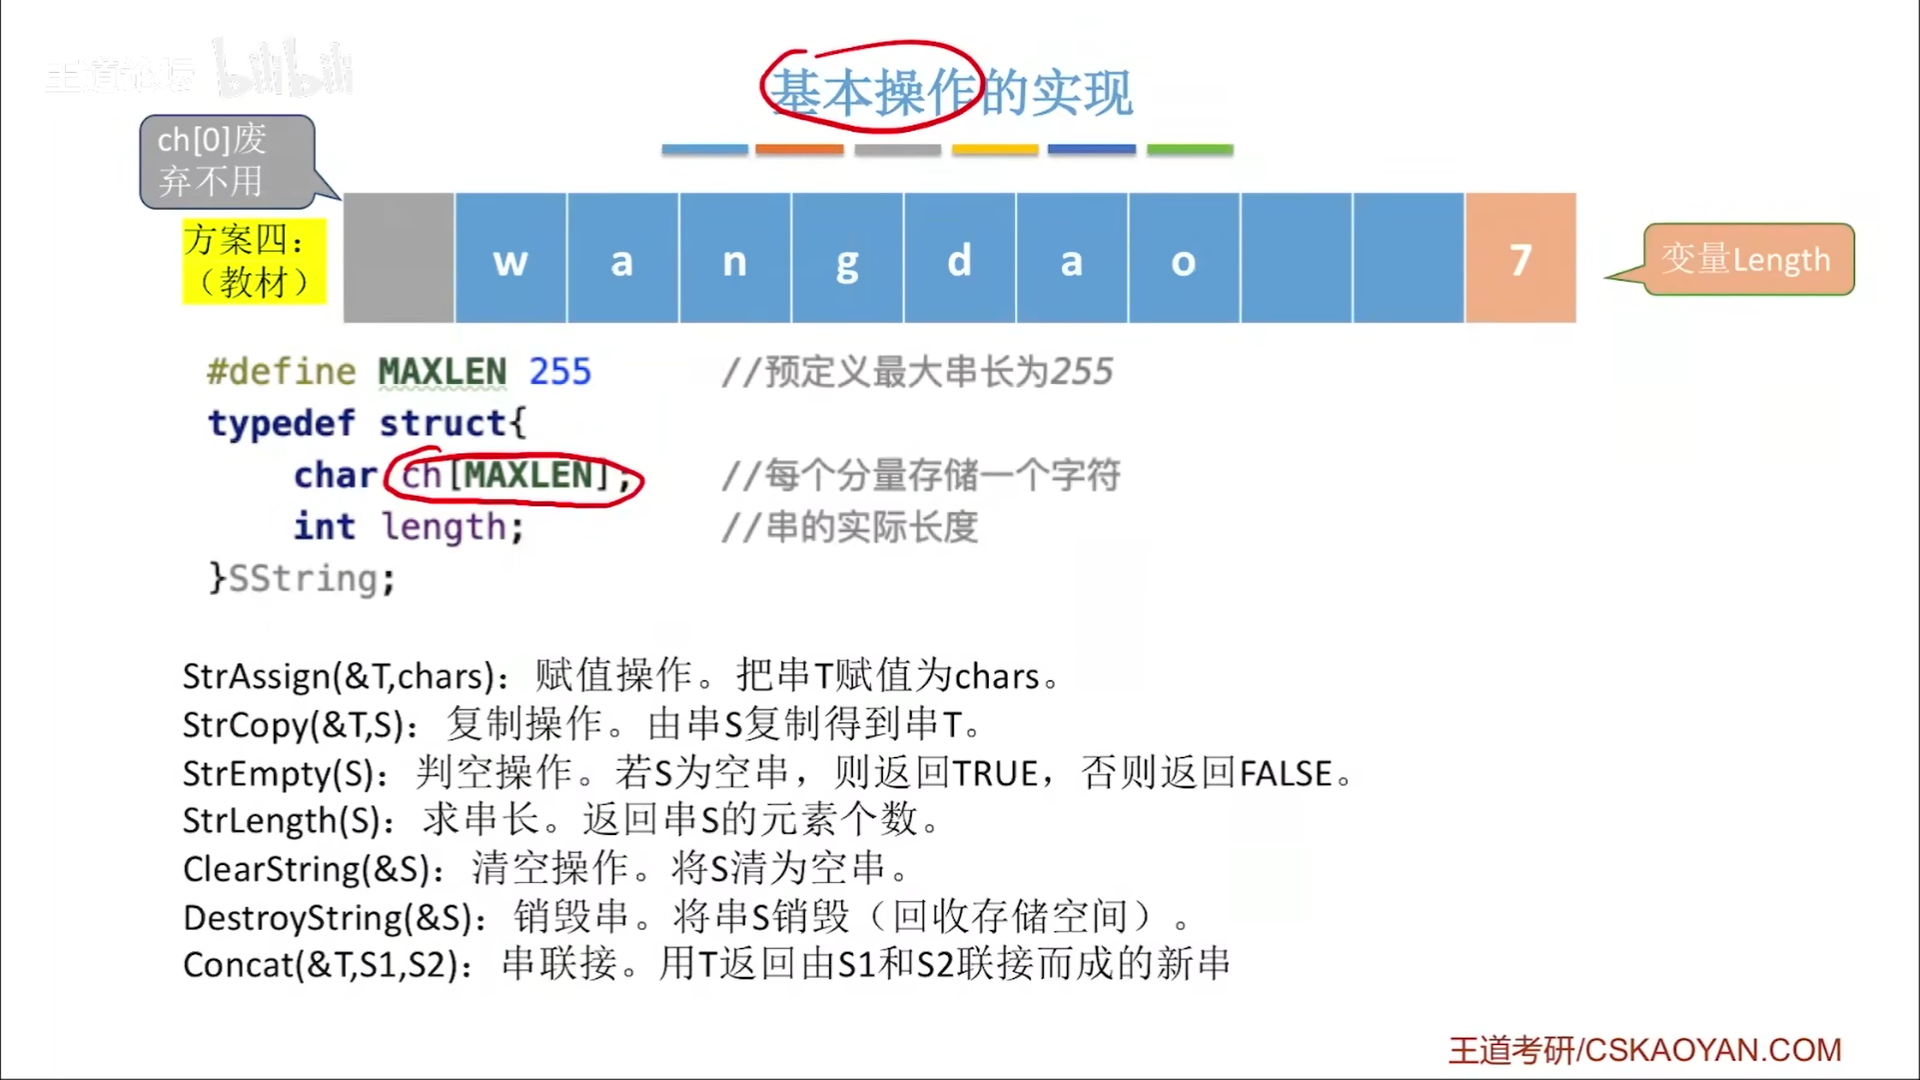 王道论坛 bilibili
基本操作的实现
ch[0]废
弃不用
方案四：
（教材）
w a n g d a o 7
变量Length
#define MAXLEN 255 //预定义最大串长为255
typedef struct{
char ch[MAXLEN]; //每个分量存储一个字符
int length; //串的实际长度
}SString;
StrAssign(&T,chars)：赋值操作。把串T赋值为chars。
StrCopy(&T,S)：复制操作。由串S复制得到串T。
StrEmpty(S)：判空操作。若S为空串，则返回TRUE，否则返回FALSE。
StrLength(S)：求串长。返回串S的元素个数。
ClearString(&S)：清空操作。将S清为空串。
DestroyString(&S)：销毁串。将串S销毁（回收存储空间）。
Concat(&T,S1,S2)：串联接。用T返回由S1和S2联接而成的新串
王道考研/CSKAOYAN.COM